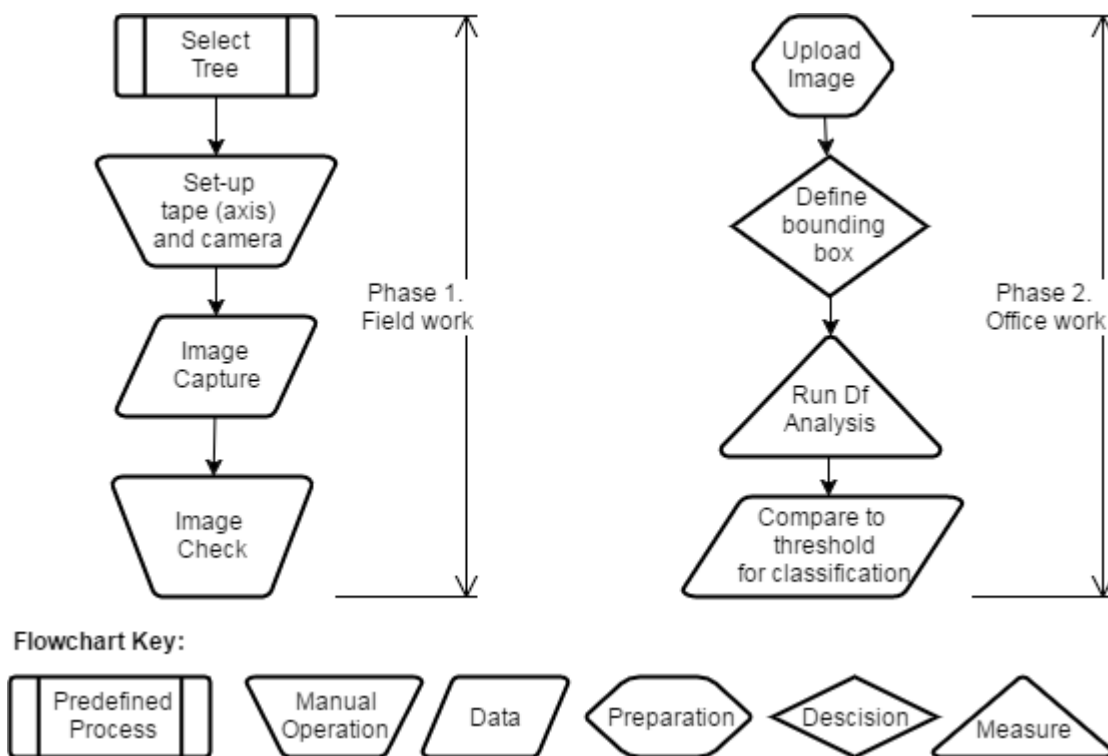 Select
Tree
Set-up
tape (axis)
and camera
Image
Capture
Image
Check
Phase 1.
Field work
Upload
Image
Define
bounding
box
Run Df
Analysis
Compare to
threshold
for classification
Phase 2.
Office work
Flowchart Key:
Predefined
Process
Manual
Operation
Data
Preparation
Descision
Measure